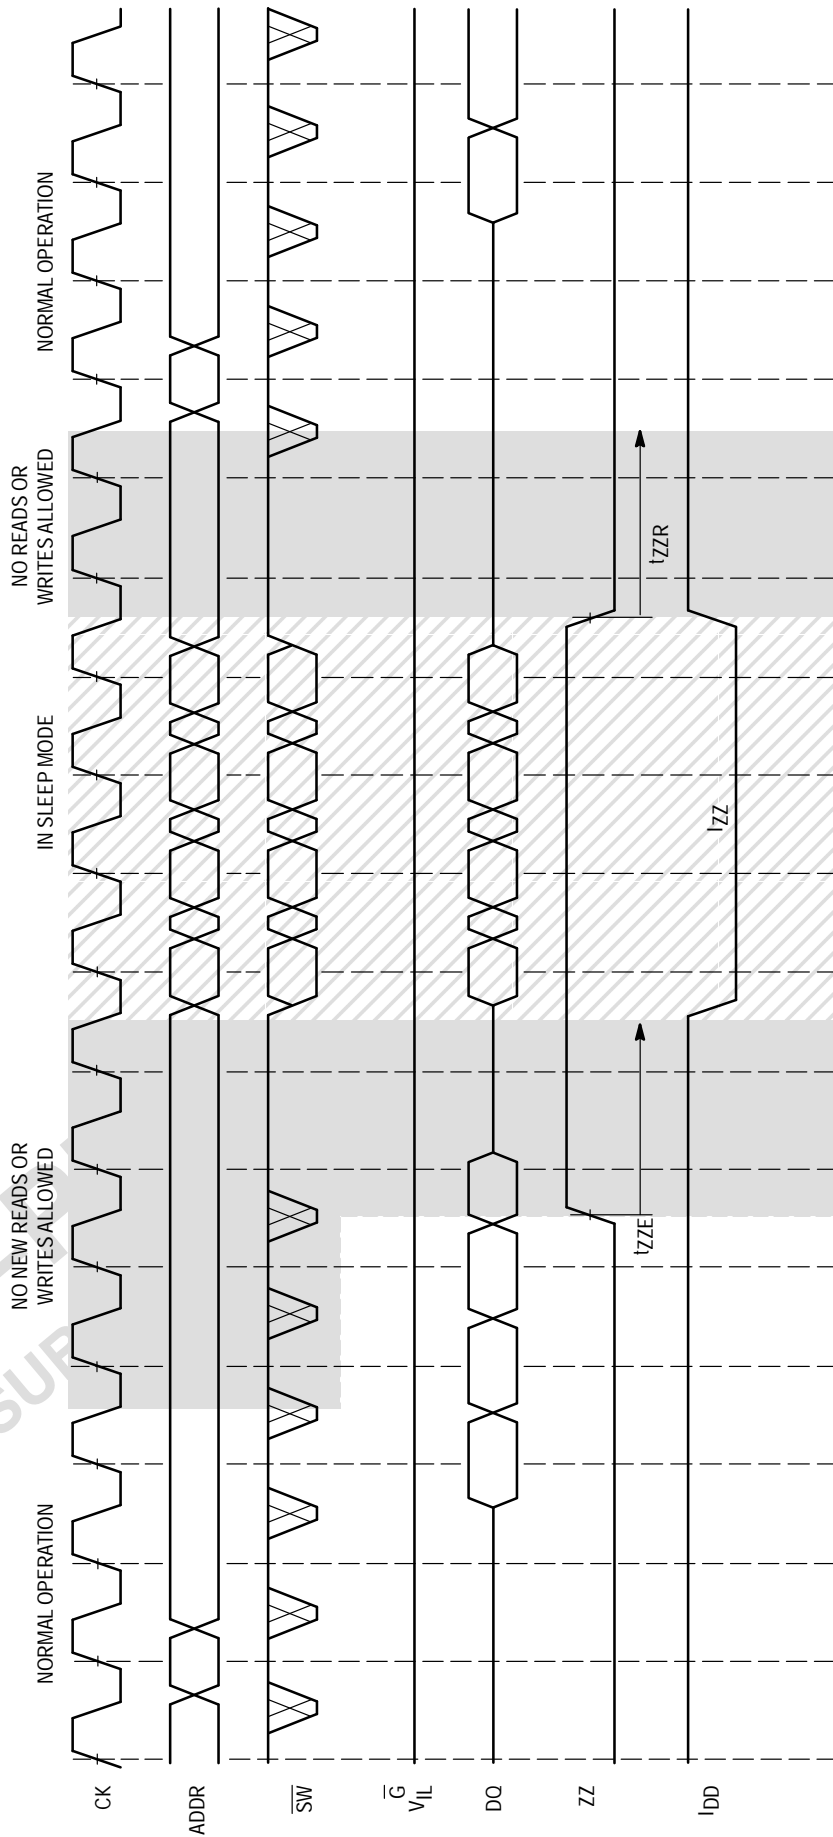 NORMAL OPERATION
NO NEW READS OR
WRITES ALLOWED
IN SLEEP MODE
NO READS OR
WRITES ALLOWED
NORMAL OPERATION
CK
ADDR
SW
G
VIL
DQ
ZZ
tZZE
tZZR
IDD
IZZ